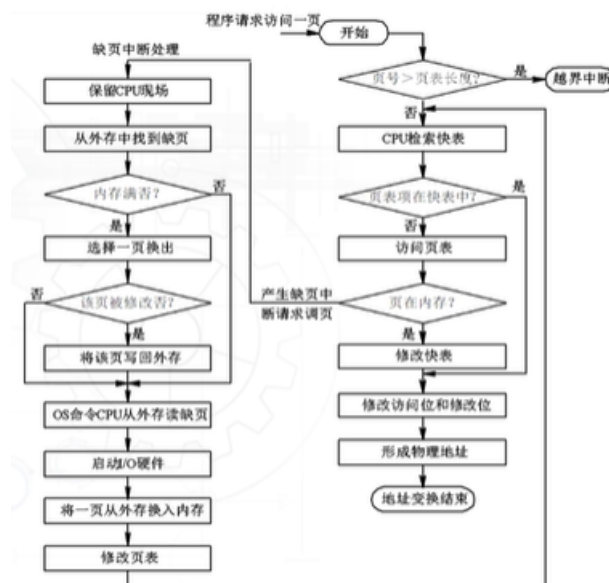 程序请求访问一页
开始
缺页中断处理
页号＞页表长度?
是
越界中断
保留CPU现场
否
从外存中找到缺页
CPU检索快表
内存满否?
否
页表项在快表中?
是
是
否
选择一页换出
访问页表
否
该页被修改否?
产生缺页中
断请求调页
页在内存?
是
是
将该页写回外存
修改快表
OS命令CPU从外存读缺页
修改访问位和修改位
启动I/O硬件
形成物理地址
将一页从外存换入内存
地址变换结束
修改页表